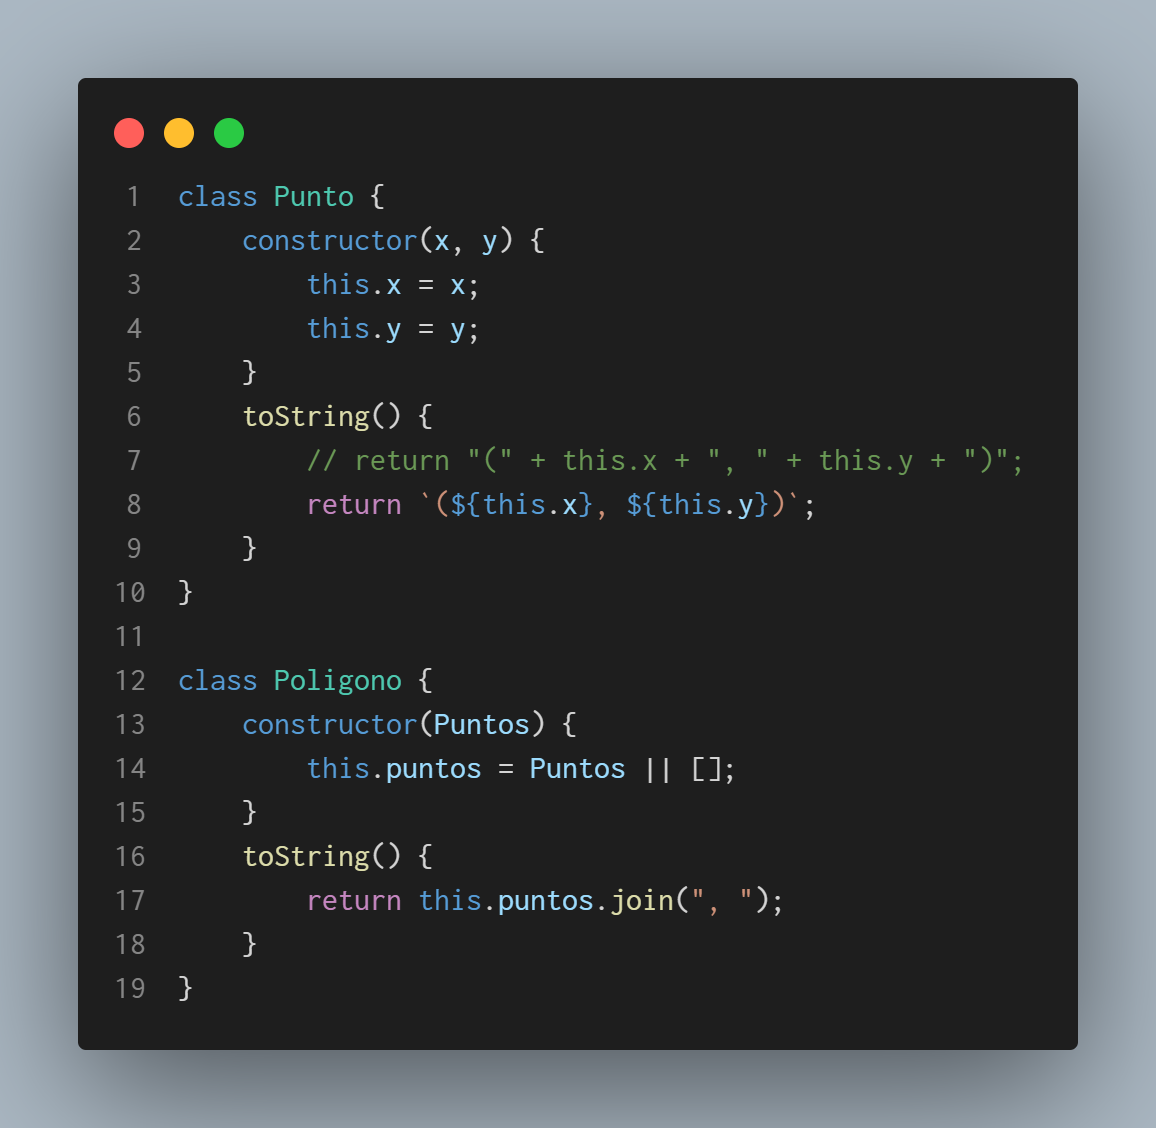 1 class Punto {
2     constructor(x, y) {
3         this.x = x;
4         this.y = y;
5     }
6     toString() {
7         // return "(" + this.x + ", " + this.y + ")";
8         return `(${this.x}, ${this.y})`;
9     }
10 }
11
12 class Poligono {
13     constructor(Puntos) {
14         this.puntos = Puntos || [];
15     }
16     toString() {
17         return this.puntos.join(", ");
18     }
19 }